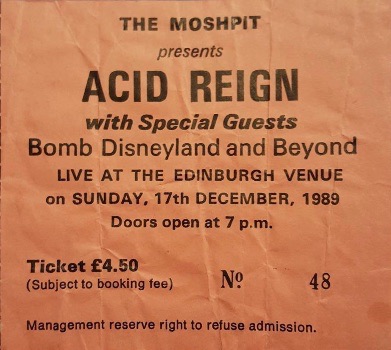 THE MOSHPIT
presents
ACID REIGN
with Special Guests
Bomb Disneyland and Beyond
LIVE AT THE EDINBURGH VENUE
on SUNDAY, 17th DECEMBER, 1989
Doors open at 7 p.m.
Ticket £4.50
(Subject to booking fee)
Nº 48
Management reserve right to refuse admission.